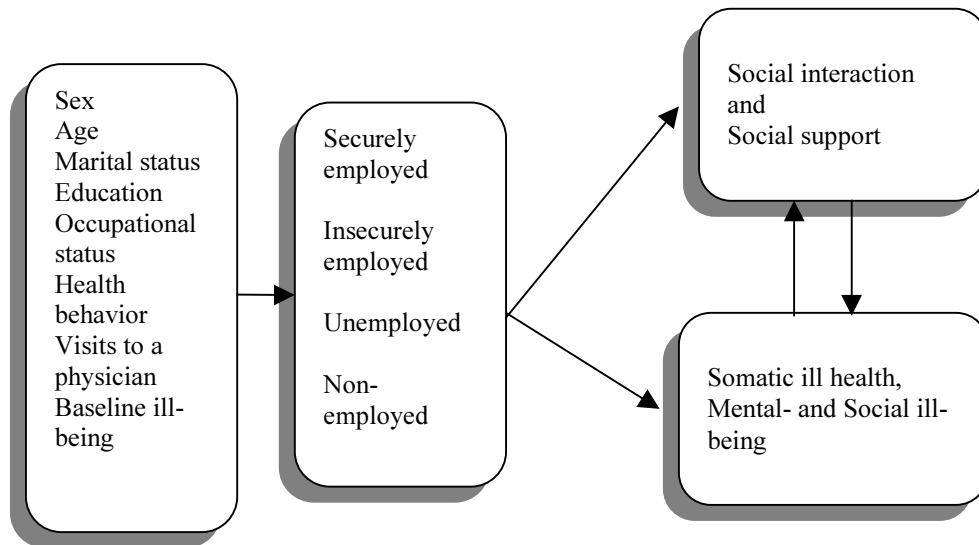 Sex
Age
Marital status
Education
Occupational
status
Health
behavior
Visits to a
physician
Baseline ill-
being
Securely
employed
Insecurely
employed
Unemployed
Non-
employed
Social interaction
and
Social support
Somatic ill health,
Mental- and Social ill-
being